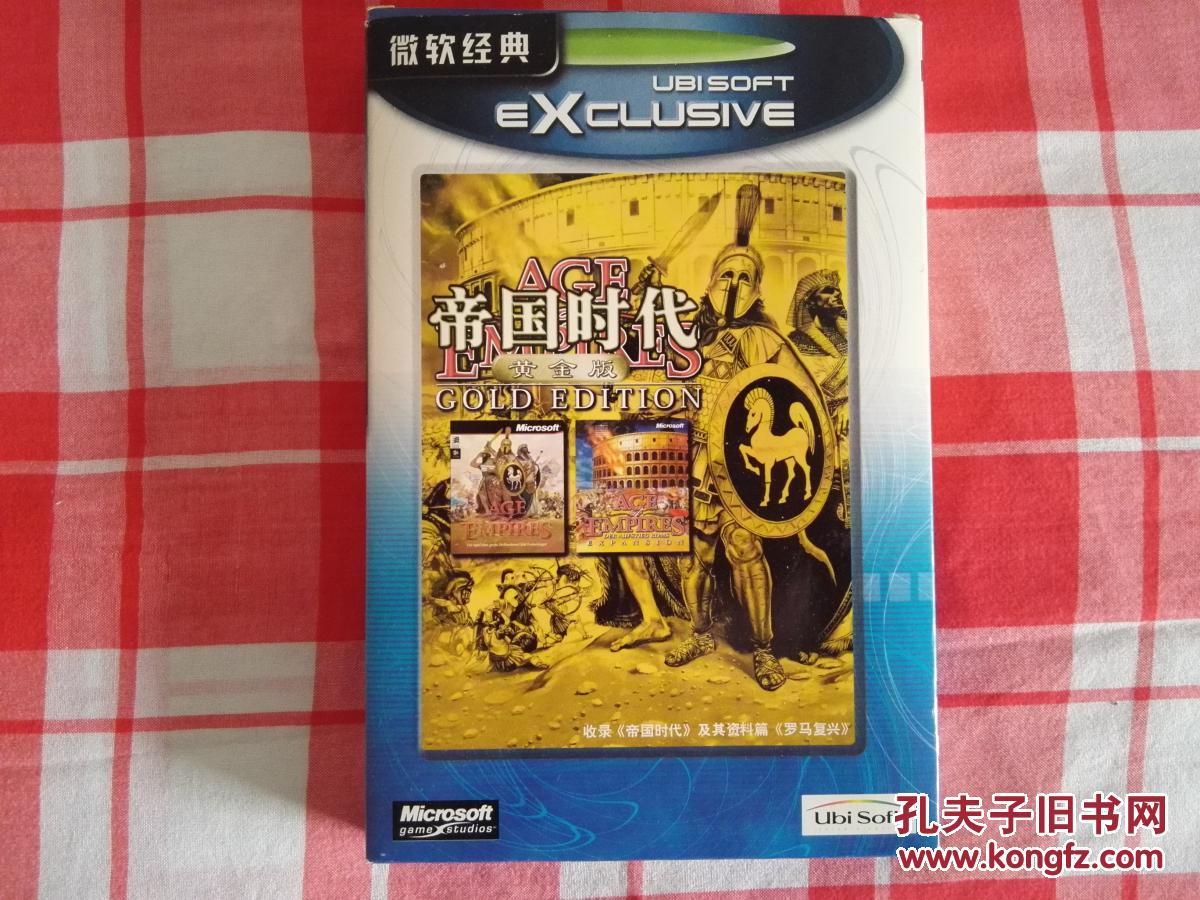 微软经典
UBI SOFT
eXCLUSIVE
AGE
帝国时代
EMPIRES
黄金版
GOLD EDITION
Microsoft
AGE
EMPIRES
Microsoft
AGE
of
EMPIRES
EXPANSION
收录《帝国时代》及其资料篇《罗马复兴》
Microsoft
game studios
Ubi Soft
孔夫子旧书网
www.kongfz.com